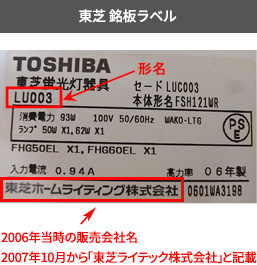 東芝 銘板ラベル
形名
TOSHIBA
東芝蛍光灯器具
セード LUC003
LU003
本体形名 FSH121WR
消費電力 93W 100V 50/60Hz WAKO-LTG
ランプ 50W X1,62W X1
PS
E
FHG50EL X1,FHG60EL X1
入力電流 0.94A 高力率 06年製
東芝ホームライティング株式会社 0601WA3198
2006年当時の販売会社名
2007年10月から「東芝ライテック株式会社」と記載